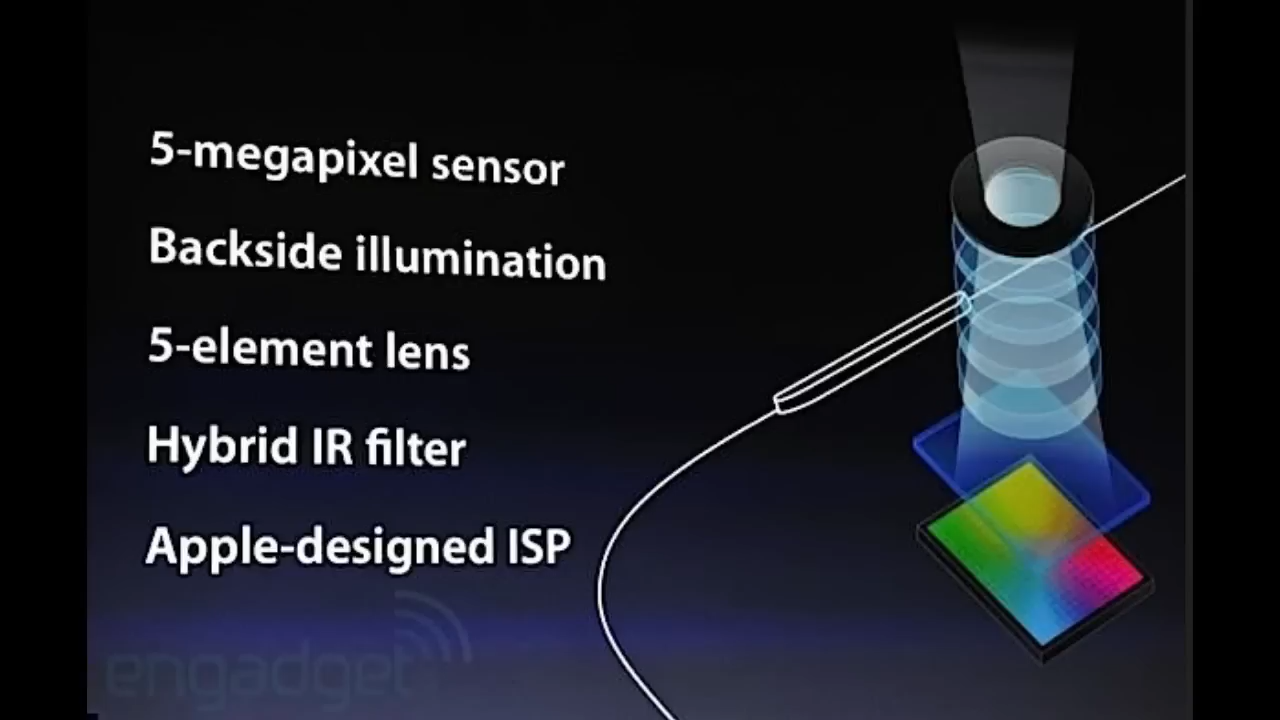 5-megapixel sensor
Backside illumination
5-element lens
Hybrid IR filter
Apple-designed ISP
engadget